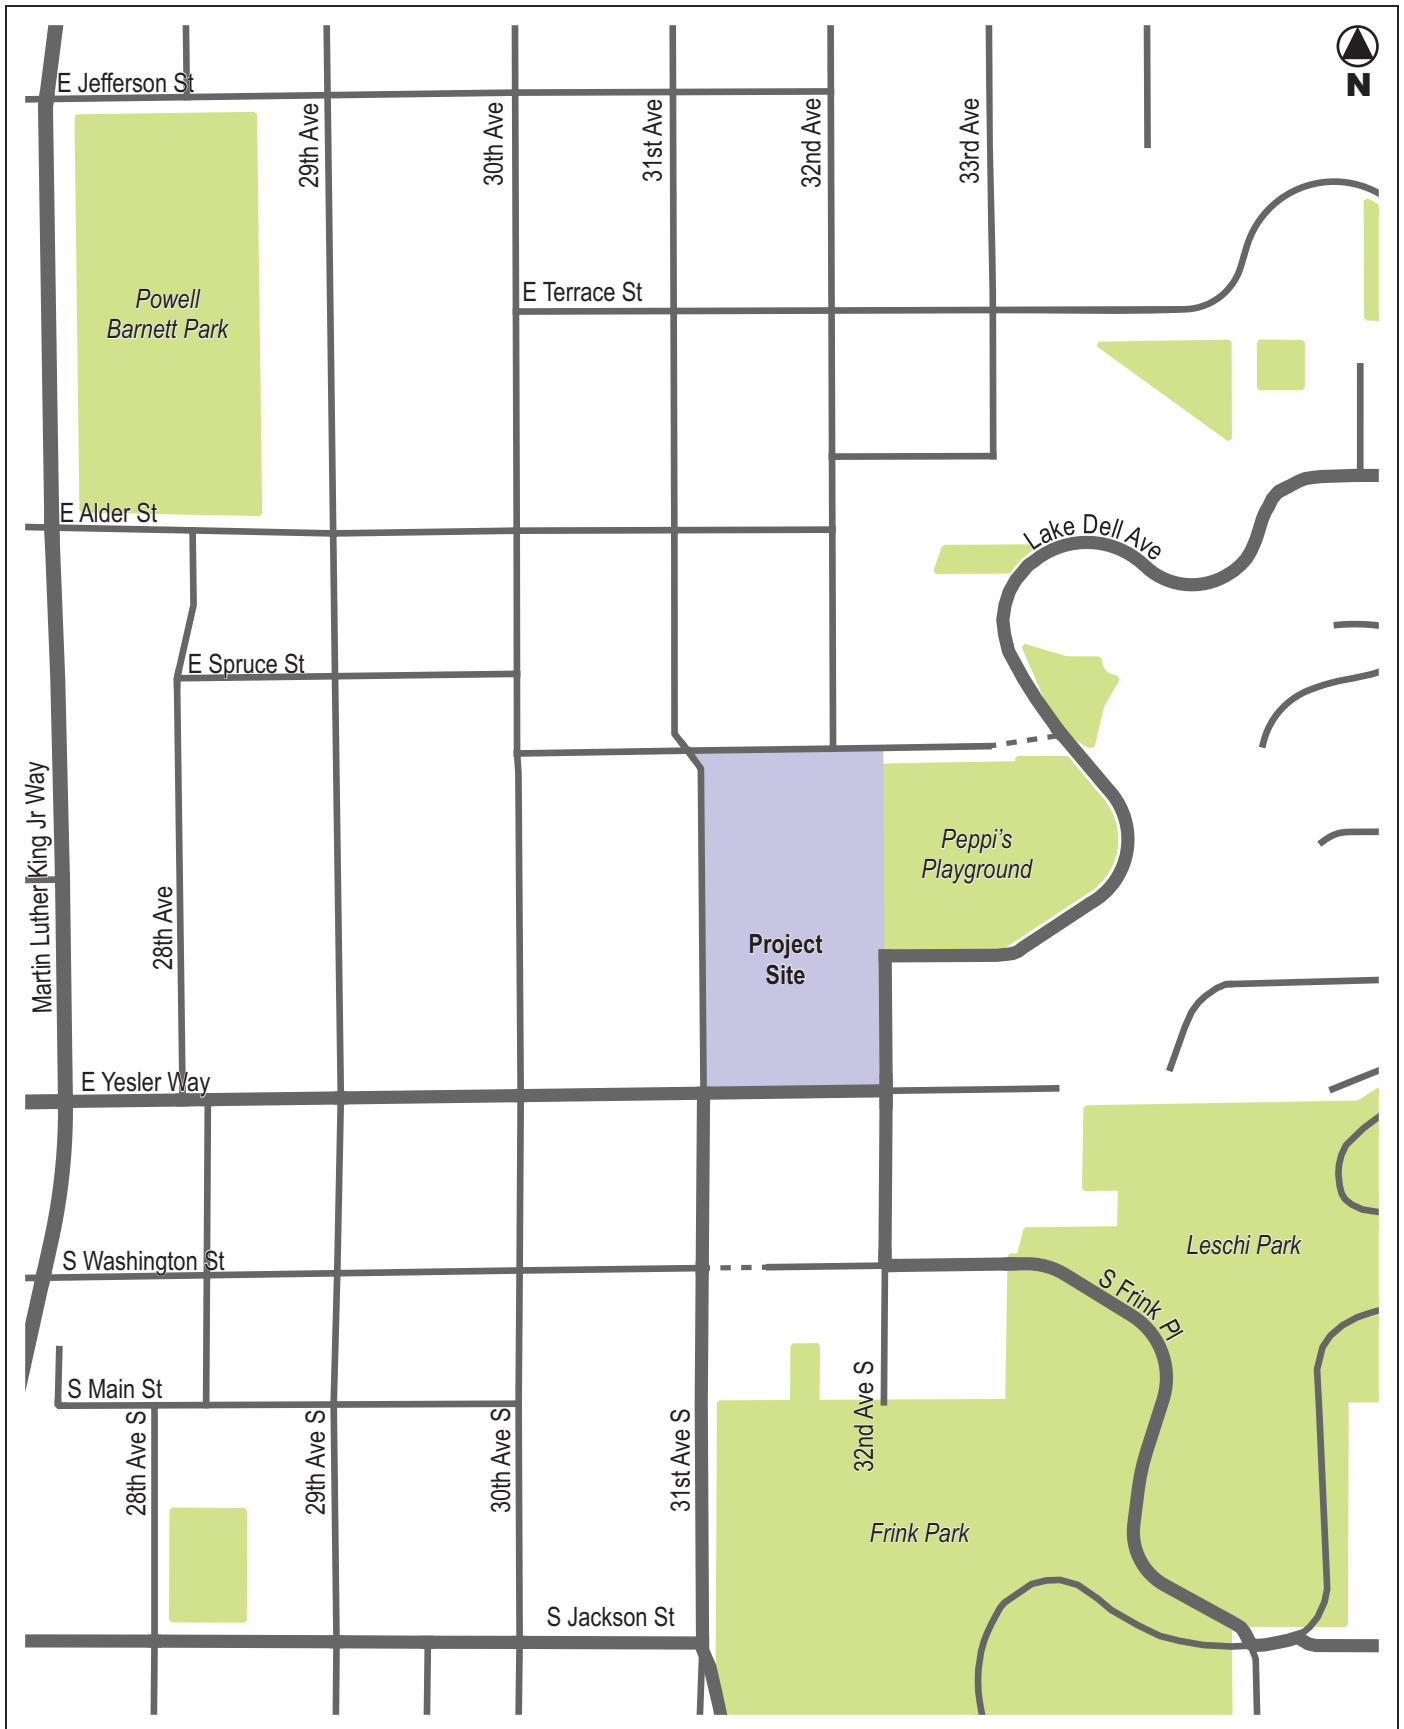 N
E Jefferson St
29th Ave
30th Ave
31st Ave
32nd Ave
33rd Ave
Powell
Barnett Park
E Terrace St
E Alder St
Lake Dell Ave
E Spruce St
Martin Luther King Jr Way
28th Ave
Peppi's
Playground
Project
Site
E Yesler Way
S Washington St
Leschi Park
S Frink Pl
S Main St
28th Ave S
29th Ave S
30th Ave S
31st Ave S
32nd Ave S
Frink Park
S Jackson St